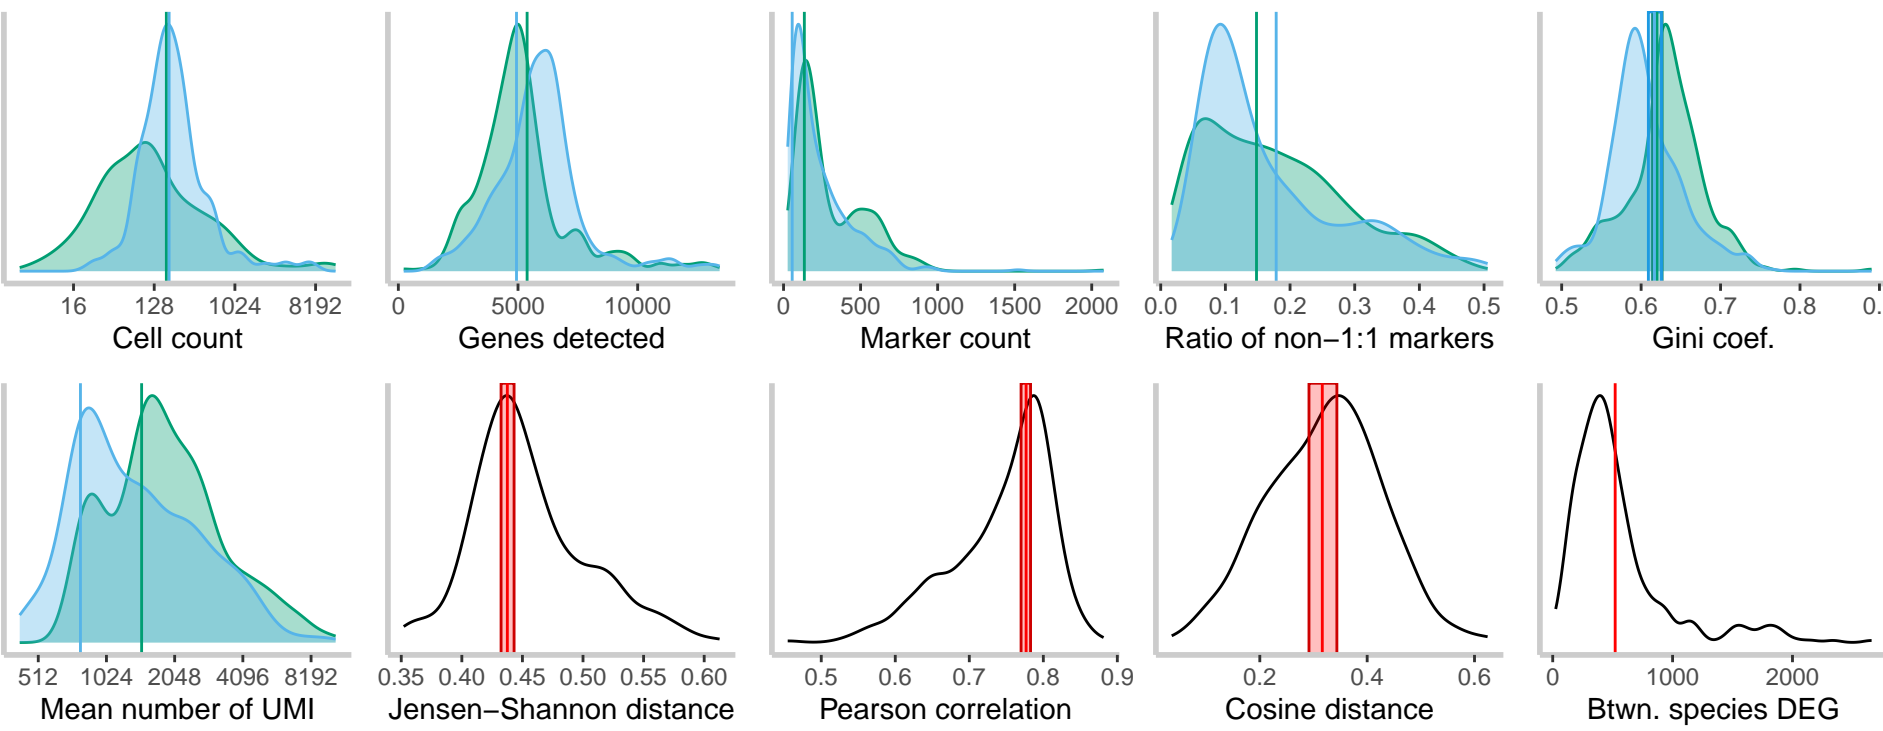 16 128 1024 8192
Cell count
0 5000 10000
Genes detected
0 500 1000 1500 2000
Marker count
0.0 0.1 0.2 0.3 0.4 0.5
Ratio of non−1:1 markers
0.5 0.6 0.7 0.8 0.
Gini coef.
512 1024 2048 4096 8192
Mean number of UMI
0.35 0.40 0.45 0.50 0.55 0.60
Jensen−Shannon distance
0.5 0.6 0.7 0.8 0.9
Pearson correlation
0.2 0.4 0.6
Cosine distance
0 1000 2000
Btwn. species DEG